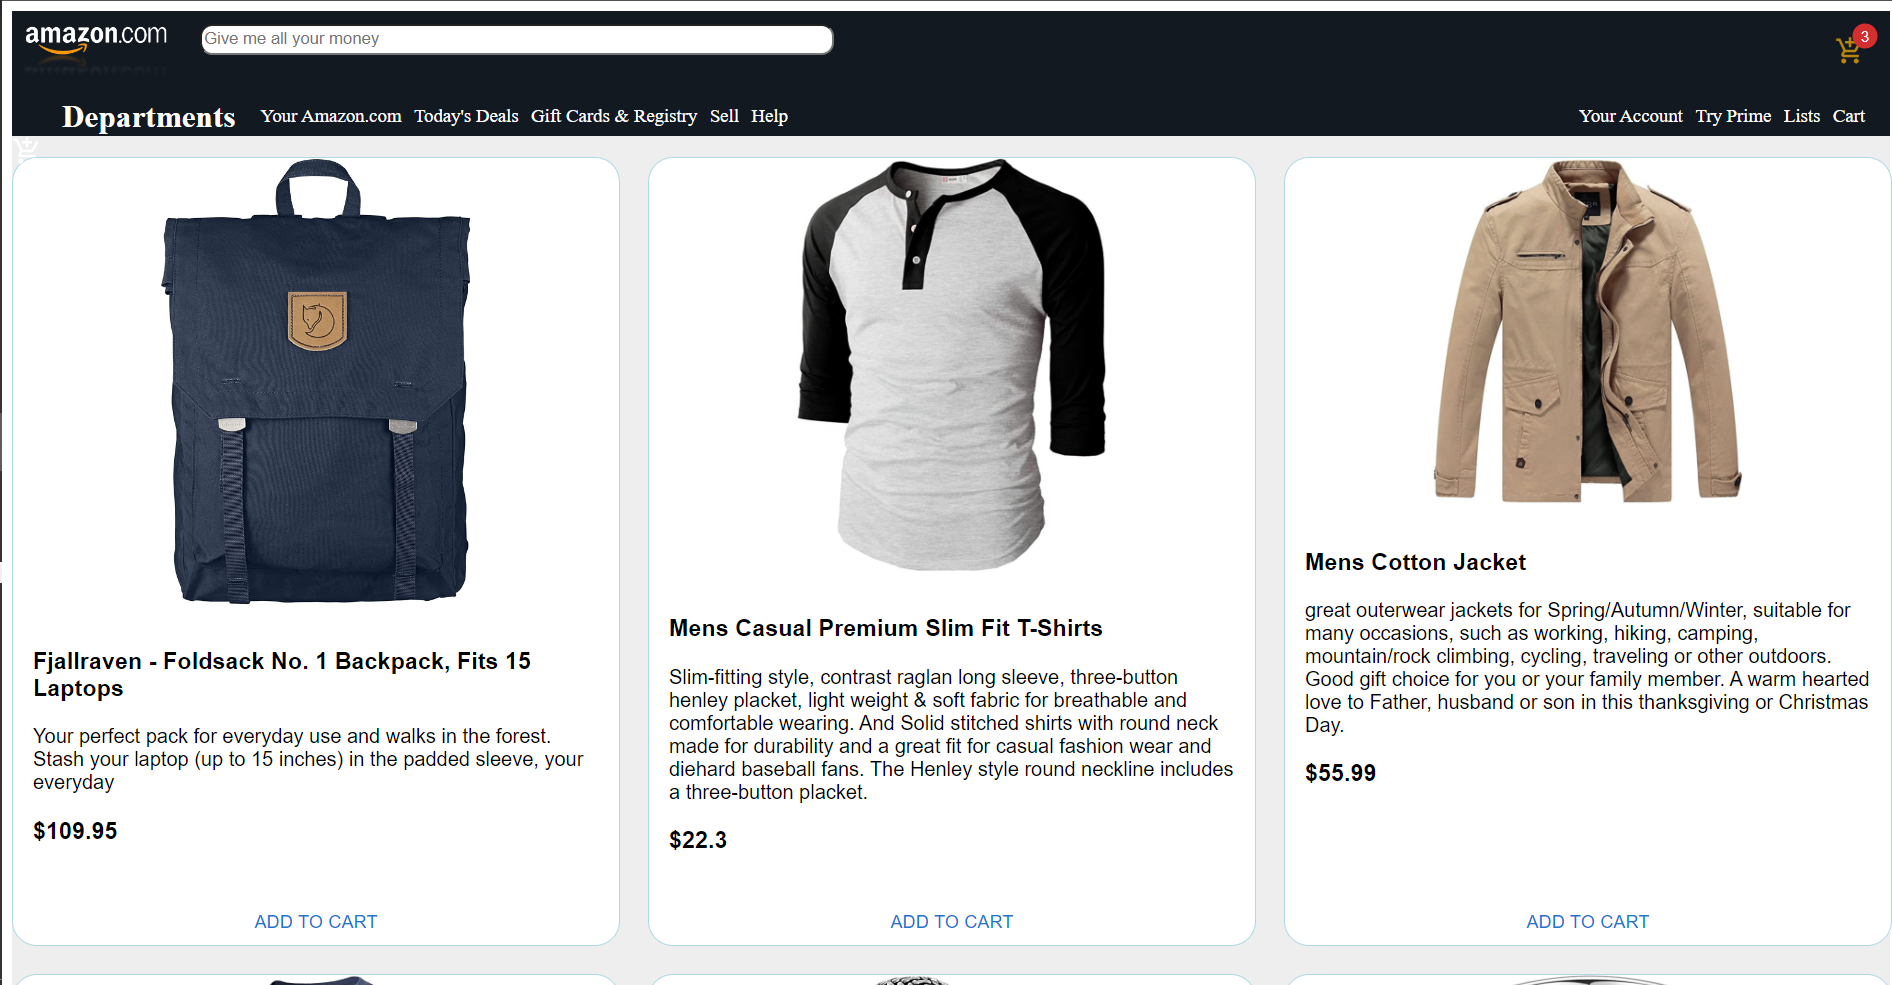 amazon.com
Give me all your money
3
Departments Your Amazon.com Today's Deals Gift Cards & Registry Sell Help
Your Account Try Prime Lists Cart
Fjallraven - Foldsack No. 1 Backpack, Fits 15
Laptops
Your perfect pack for everyday use and walks in the forest.
Stash your laptop (up to 15 inches) in the padded sleeve, your
everyday
$109.95
ADD TO CART
Mens Casual Premium Slim Fit T-Shirts
Slim-fitting style, contrast raglan long sleeve, three-button
henley placket, light weight & soft fabric for breathable and
comfortable wearing. And Solid stitched shirts with round neck
made for durability and a great fit for casual fashion wear and
diehard baseball fans. The Henley style round neckline includes
a three-button placket.
$22.3
ADD TO CART
Mens Cotton Jacket
great outerwear jackets for Spring/Autumn/Winter, suitable for
many occasions, such as working, hiking, camping,
mountain/rock climbing, cycling, traveling or other outdoors.
Good gift choice for you or your family member. A warm hearted
love to Father, husband or son in this thanksgiving or Christmas
Day.
$55.99
ADD TO CART